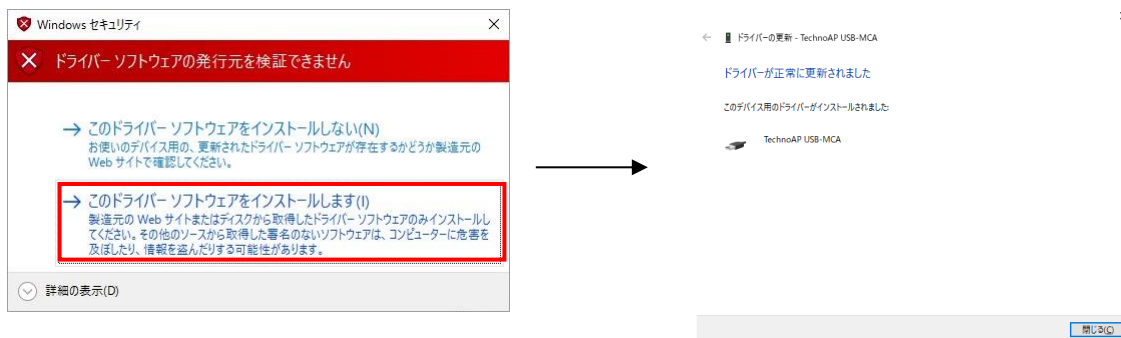 Windows セキュリティ
ドライバー ソフトウェアの発行元を検証できません
このドライバー ソフトウェアをインストールしない(N)
お使いのデバイス用の、更新されたドライバー ソフトウェアが存在するかどうか製造元の
Web サイトで確認してください。
このドライバー ソフトウェアをインストールします(I)
製造元の Web サイトまたはディスクから取得したドライバー ソフトウェアのみインストールし
てください。その他のソースから取得した署名のないソフトウェアは、コンピューターに危害を
及ぼしたり、情報を盗んだりする可能性があります。
詳細の表示(D)
ドライバーの更新 - TechnoAP USB-MCA
ドライバーが正常に更新されました
このデバイス用のドライバーがインストールされました:
TechnoAP USB-MCA
閉じる(C)